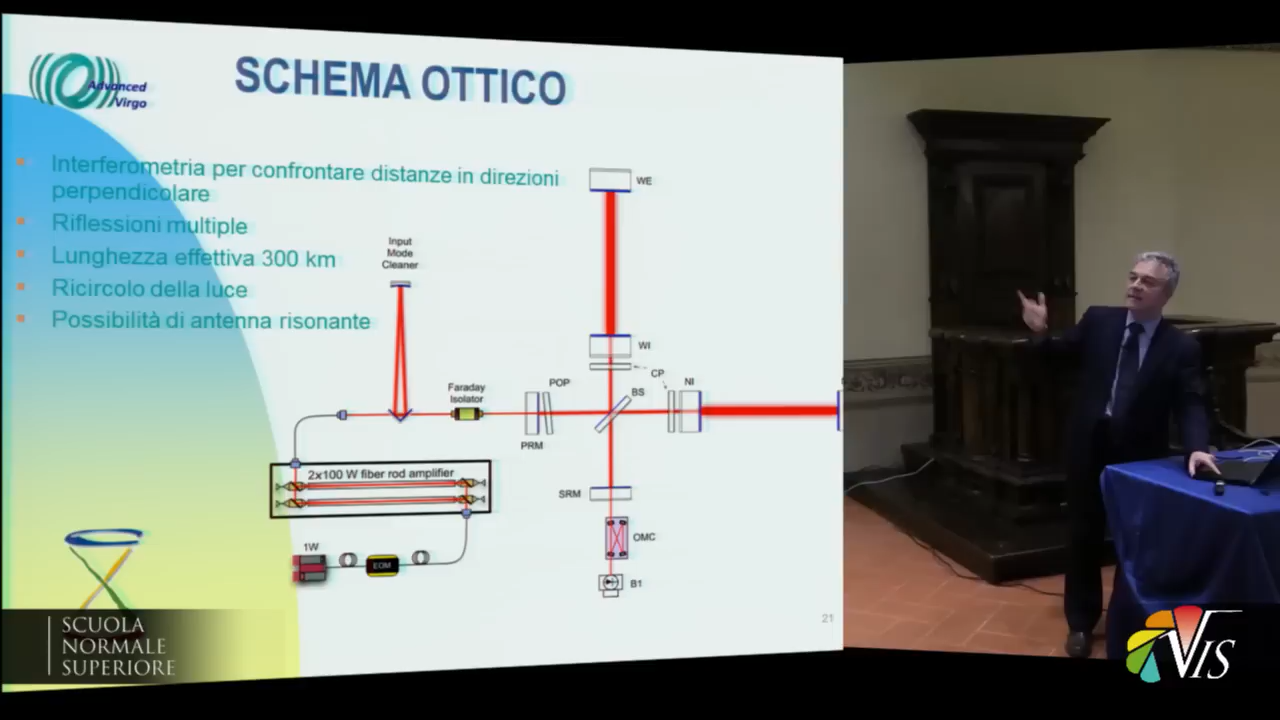 Advanced
Virgo
SCHEMA OTTICO
Interferometria per confrontare distanze in direzioni
perpendicolare
Riflessioni multiple
Lunghezza effettiva 300 km
Ricircolo della luce
Possibilità di antenna risonante
Input
Mode
Cleaner
WE
WI
CP
NI
BS
POP
PRM
Faraday
Isolator
2x100 W fiber rod amplifier
SRM
OMC
B1
1W
EOM
21
SCUOLA
NORMALE
SUPERIORE
VIS